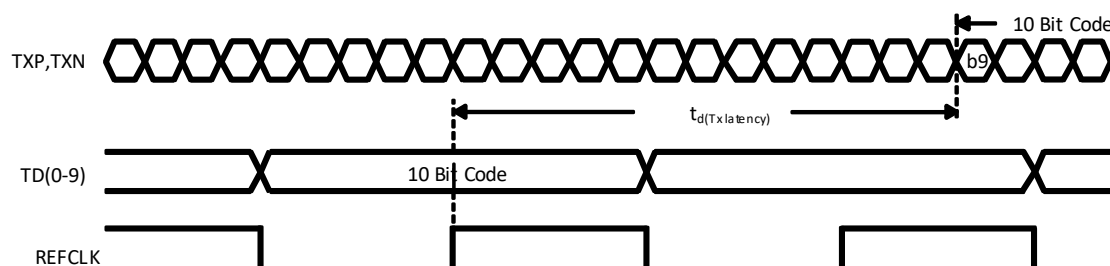 10 Bit Code
TXP,TXN
b9
td(Tx latency)
TD(0-9)
10 Bit Code
REFCLK